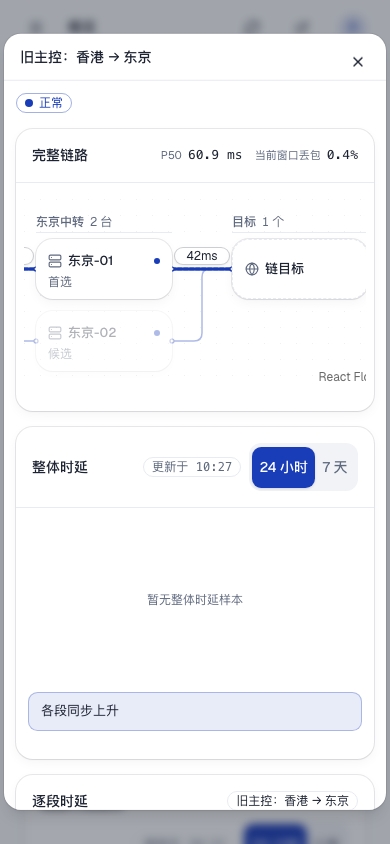 旧主控：香港 → 东京
正常
完整链路
P50 60.9 ms 当前窗口丢包 0.4%
东京中转 2 台
目标 1 个
东京-01
首选
42ms
链目标
东京-02
候选
React Flo
整体时延
更新于 10:27
24 小时
7 天
暂无整体时延样本
各段同步上升
逐段时延
旧主控：香港 → 东京